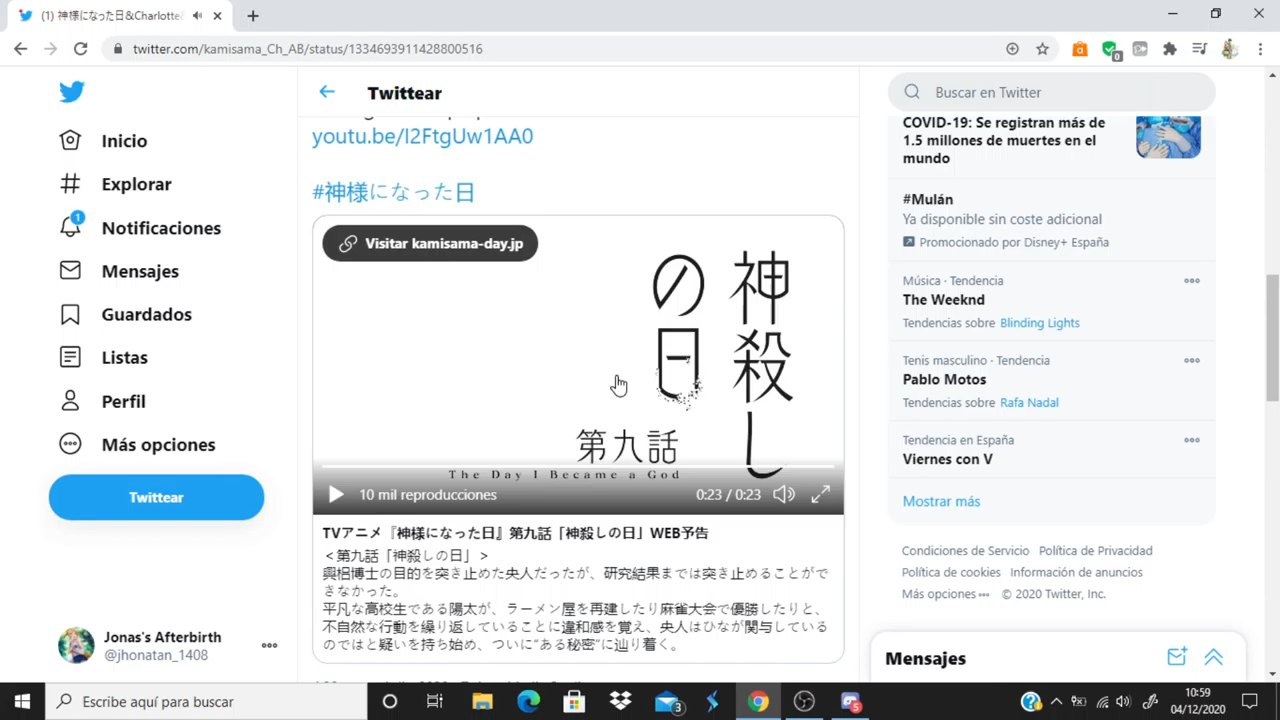 (1) 神様になった日&Charlotte&
twitter.com/kamisama_Ch_AB/status/1334693911428800516
0
Inicio
Explorar
1
Notificaciones
Mensajes
Guardados
Listas
Perfil
Más opciones
Twittear
Jonas's Afterbirth
@jhonatan_1408
Twittear
youtu.be/I2FtgUw1AA0
#神様になった日
Visitar kamisama-day.jp
神殺し
の日
第九話
The Day I Became a God
10 mil reproducciones
0:23 / 0:23
TVアニメ『神様になった日』第九話「神殺しの日」WEB予告
＜第九話「神殺しの日」＞
興梠博士の目的を突き止めた央人だったが、研究結果までは突き止めることがで
きなかった。
平凡な高校生である陽太が、ラーメン屋を再建したり麻雀大会で優勝したりと、
不自然な行動を繰り返していることに違和感を覚え、央人はひなが関与している
のではと疑いを持ち始め、ついに“ある秘密”に辿り着く。
Buscar en Twitter
COVID-19: Se registran más de
1.5 millones de muertes en el
mundo
#Mulán
Ya disponible sin coste adicional
Promocionado por Disney+ España
Música · Tendencia
The Weeknd
Tendencias sobre Blinding Lights
Tenis masculino · Tendencia
Pablo Motos
Tendencias sobre Rafa Nadal
Tendencia en España
Viernes con V
Mostrar más
Condiciones de Servicio Política de Privacidad
Política de cookies Información de anuncios
Más opciones ••• © 2020 Twitter, Inc.
Mensajes
Escribe aquí para buscar
3
5
10:59
04/12/2020